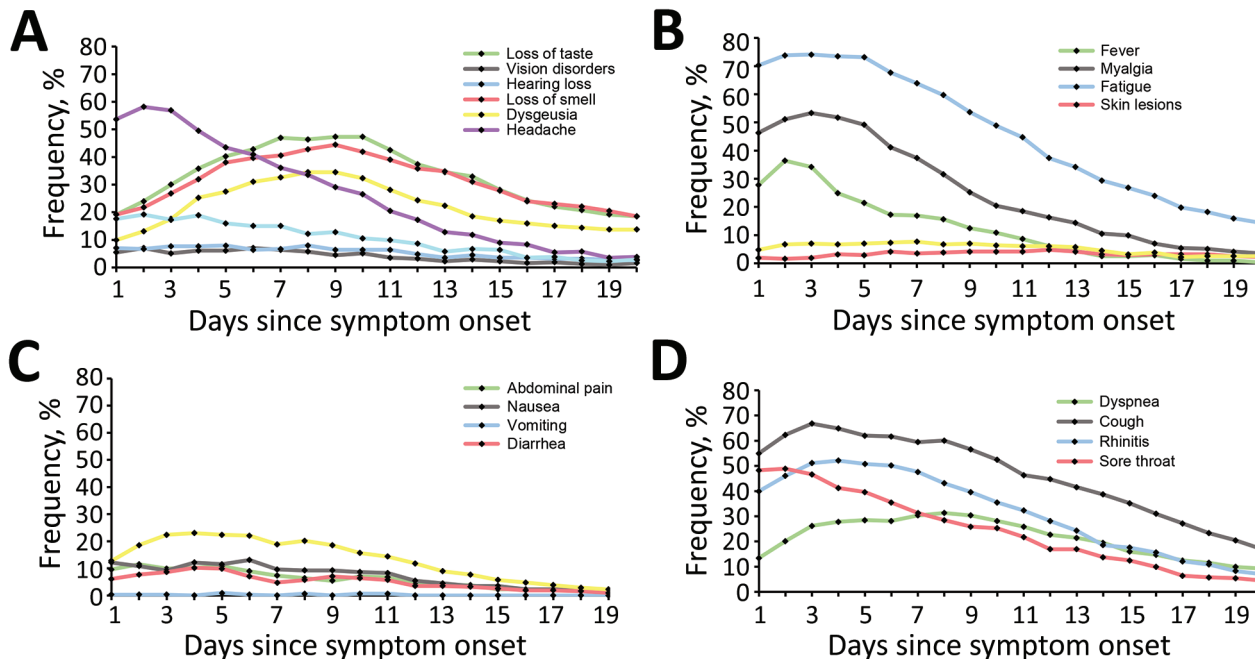 A
Frequency, %
80
70
60
50
40
30
20
10
0
Loss of taste
Vision disorders
Hearing loss
Loss of smell
Dysgeusia
Headache
1 3 5 7 9 11 13 15 17 19
Days since symptom onset
B
Frequency, %
80
70
60
50
40
30
20
10
0
Fever
Myalgia
Fatigue
Skin lesions
1 3 5 7 9 11 13 15 17 19
Days since symptom onset
C
Frequency, %
80
70
60
50
40
30
20
10
0
Abdominal pain
Nausea
Vomiting
Diarrhea
1 3 5 7 9 11 13 15 17 19
Days since symptom onset
D
Frequency, %
80
70
60
50
40
30
20
10
0
Dyspnea
Cough
Rhinitis
Sore throat
1 3 5 7 9 11 13 15 17 19
Days since symptom onset